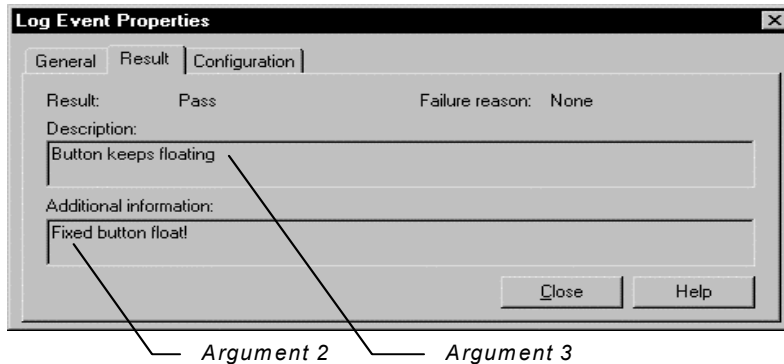 Log Event Properties
General Result Configuration
Result: Pass Failure reason: None
Description:
Button keeps floating
Additional information:
Fixed button float!
Close Help
Argument 2 Argument 3